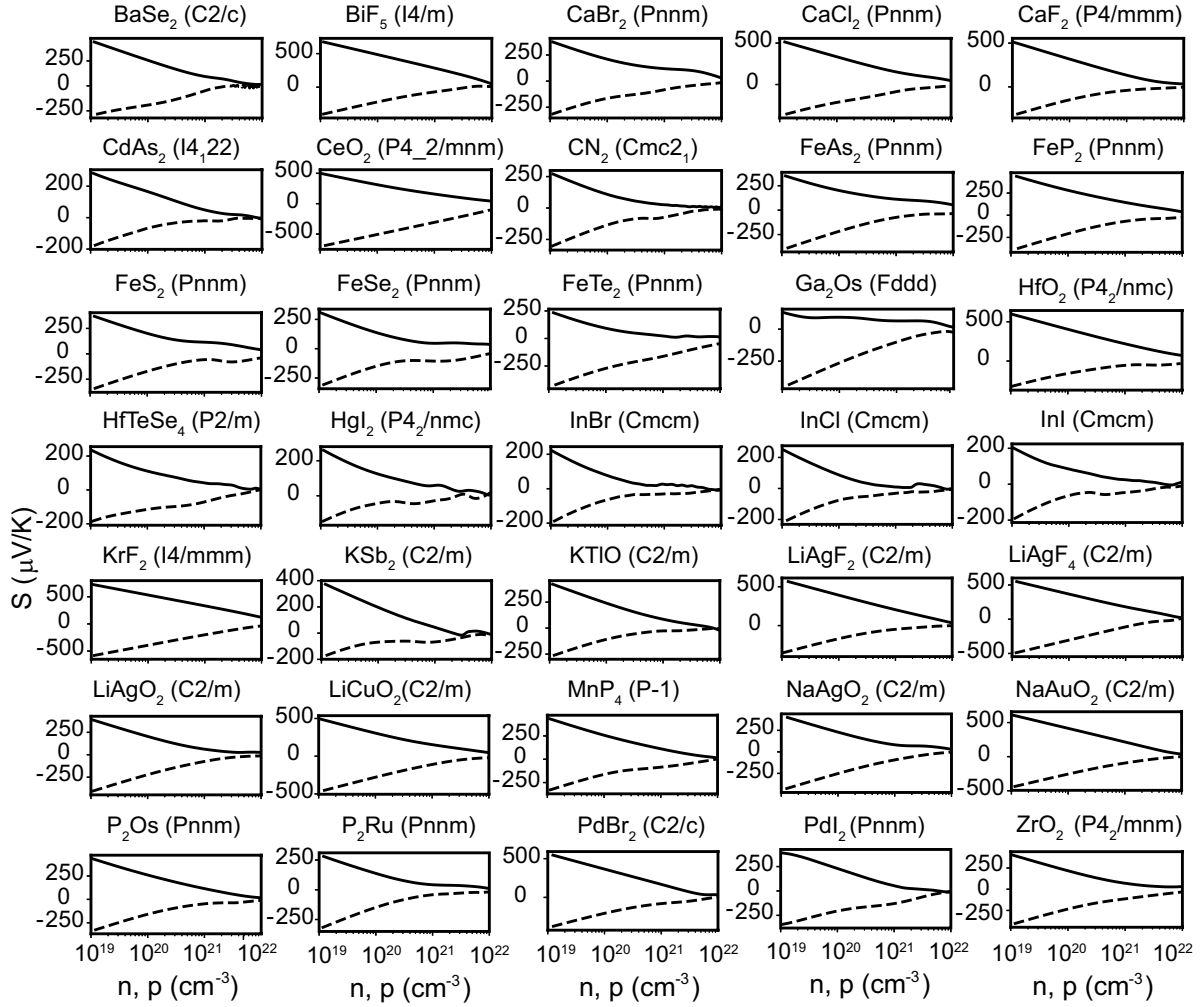 BaSe₂ (C2/c) BiF₅ (I4/m) CaBr₂ (Pnnm) CaCl₂ (Pnnm) CaF₂ (P4/mmm)
250 0 -250 500 0 250 0 -250 500 0 500 0
CdAs₂ (I4₁22) CeO₂ (P4_2/mnm) CN₂ (Cmc2₁) FeAs₂ (Pnnm) FeP₂ (Pnnm)
200 0 -200 500 0 -500 250 0 -250 250 0 -250 250 0 -250
FeS₂ (Pnnm) FeSe₂ (Pnnm) FeTe₂ (Pnnm) Ga₂Os (Fddd) HfO₂ (P4₂/nmc)
250 0 -250 250 0 -250 250 0 -250 0 -250 500 0
HfTeSe₄ (P2/m) HgI₂ (P4₂/nmc) InBr (Cmcm) InCl (Cmcm) InI (Cmcm)
200 0 -200 200 0 200 0 -200 200 0 -200 200 0 -200
S (μV/K)
KrF₂ (I4/mmm) KSb₂ (C2/m) KTlO (C2/m) LiAgF₂ (C2/m) LiAgF₄ (C2/m)
500 0 -500 400 200 0 -200 250 0 -250 500 0 500 0 -500
LiAgO₂ (C2/m) LiCuO₂(C2/m) MnP₄ (P-1) NaAgO₂ (C2/m) NaAuO₂ (C2/m)
250 0 -250 500 0 -500 250 0 -250 250 0 -250 500 0 -500
P₂Os (Pnnm) P₂Ru (Pnnm) PdBr₂ (C2/c) PdI₂ (Pnnm) ZrO₂ (P4₂/mnm)
250 0 -250 250 0 -250 500 0 250 0 -250 250 0 -250
10¹⁹ 10²⁰ 10²¹ 10²² 10¹⁹ 10²⁰ 10²¹ 10²² 10¹⁹ 10²⁰ 10²¹ 10²² 10¹⁹ 10²⁰ 10²¹ 10²² 10¹⁹ 10²⁰ 10²¹ 10²²
n, p (cm⁻³) n, p (cm⁻³) n, p (cm⁻³) n, p (cm⁻³) n, p (cm⁻³)